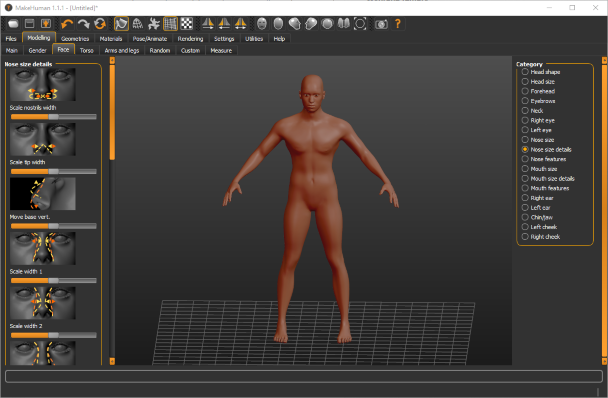 MakeHuman 1.1.1 - [Untitled]*
Files Modelling Geometries Materials Pose/Animate Rendering Settings Utilities Help
Main Gender Face Torso Arms and legs Random Custom Measure
Nose size details
Scale nostrils width
Scale tip width
Move base vert.
Scale width 1
Scale width 2
Category
Head shape
Head size
Forehead
Eyebrows
Neck
Right eye
Left eye
Nose size
Nose size details
Nose features
Mouth size
Mouth size details
Mouth features
Right ear
Left ear
Chin/jaw
Left cheek
Right cheek